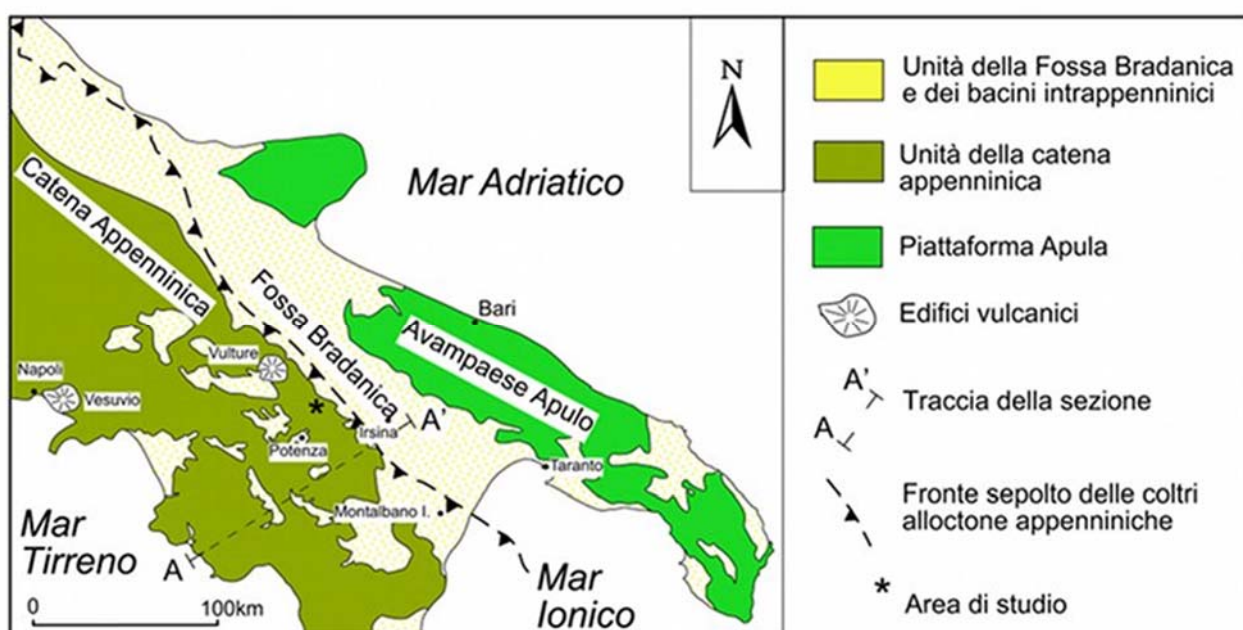 Catena Appenninica
Mar Adriatico
N
Fossa Bradanica
Bari
Avampaese Apulo
Vulture
Napoli
Vesuvio
Irsina
A'
Potenza
Taranto
Montalbano I.
Mar
Tirreno
A
Mar
Ionico
0 100km
Unità della Fossa Bradanica
e dei bacini intrappenninici
Unità della catena
appenninica
Piattaforma Apula
Edifici vulcanici
A'
Traccia della sezione
A
Fronte sepolto delle coltri
alloctone appenniniche
* Area di studio